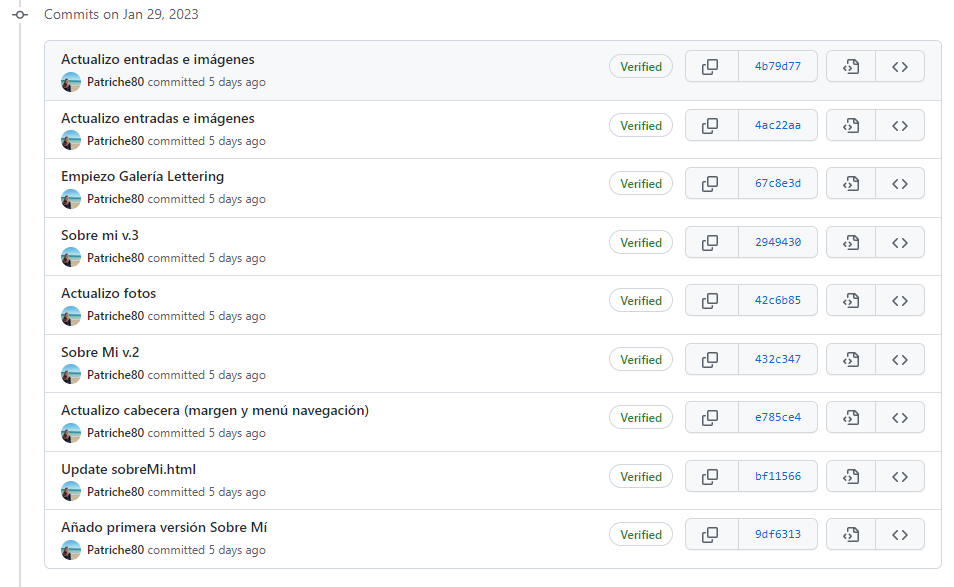 Commits on Jan 29, 2023
Actualizo entradas e imágenes
Verified
4b79d77
Patriche80 committed 5 days ago
Actualizo entradas e imágenes
Verified
4ac22aa
Patriche80 committed 5 days ago
Empiezo Galería Lettering
Verified
67c8e3d
Patriche80 committed 5 days ago
Sobre mi v.3
Verified
2949430
Patriche80 committed 5 days ago
Actualizo fotos
Verified
42c6b85
Patriche80 committed 5 days ago
Sobre Mi v.2
Verified
432c347
Patriche80 committed 5 days ago
Actualizo cabecera (margen y menú navegación)
Verified
e785ce4
Patriche80 committed 5 days ago
Update sobreMi.html
Verified
bf11566
Patriche80 committed 5 days ago
Añado primera versión Sobre Mí
Verified
9df6313
Patriche80 committed 5 days ago